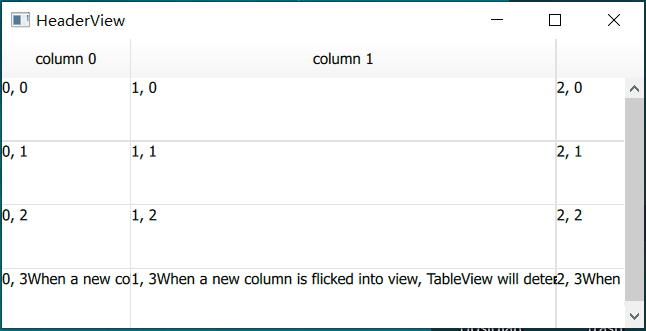 HeaderView
column 0 column 1
0, 0 1, 0 2, 0
0, 1 1, 1 2, 1
0, 2 1, 2 2, 2
0, 3When a new co 1, 3When a new column is flicked into view, TableView will deter 2, 3When